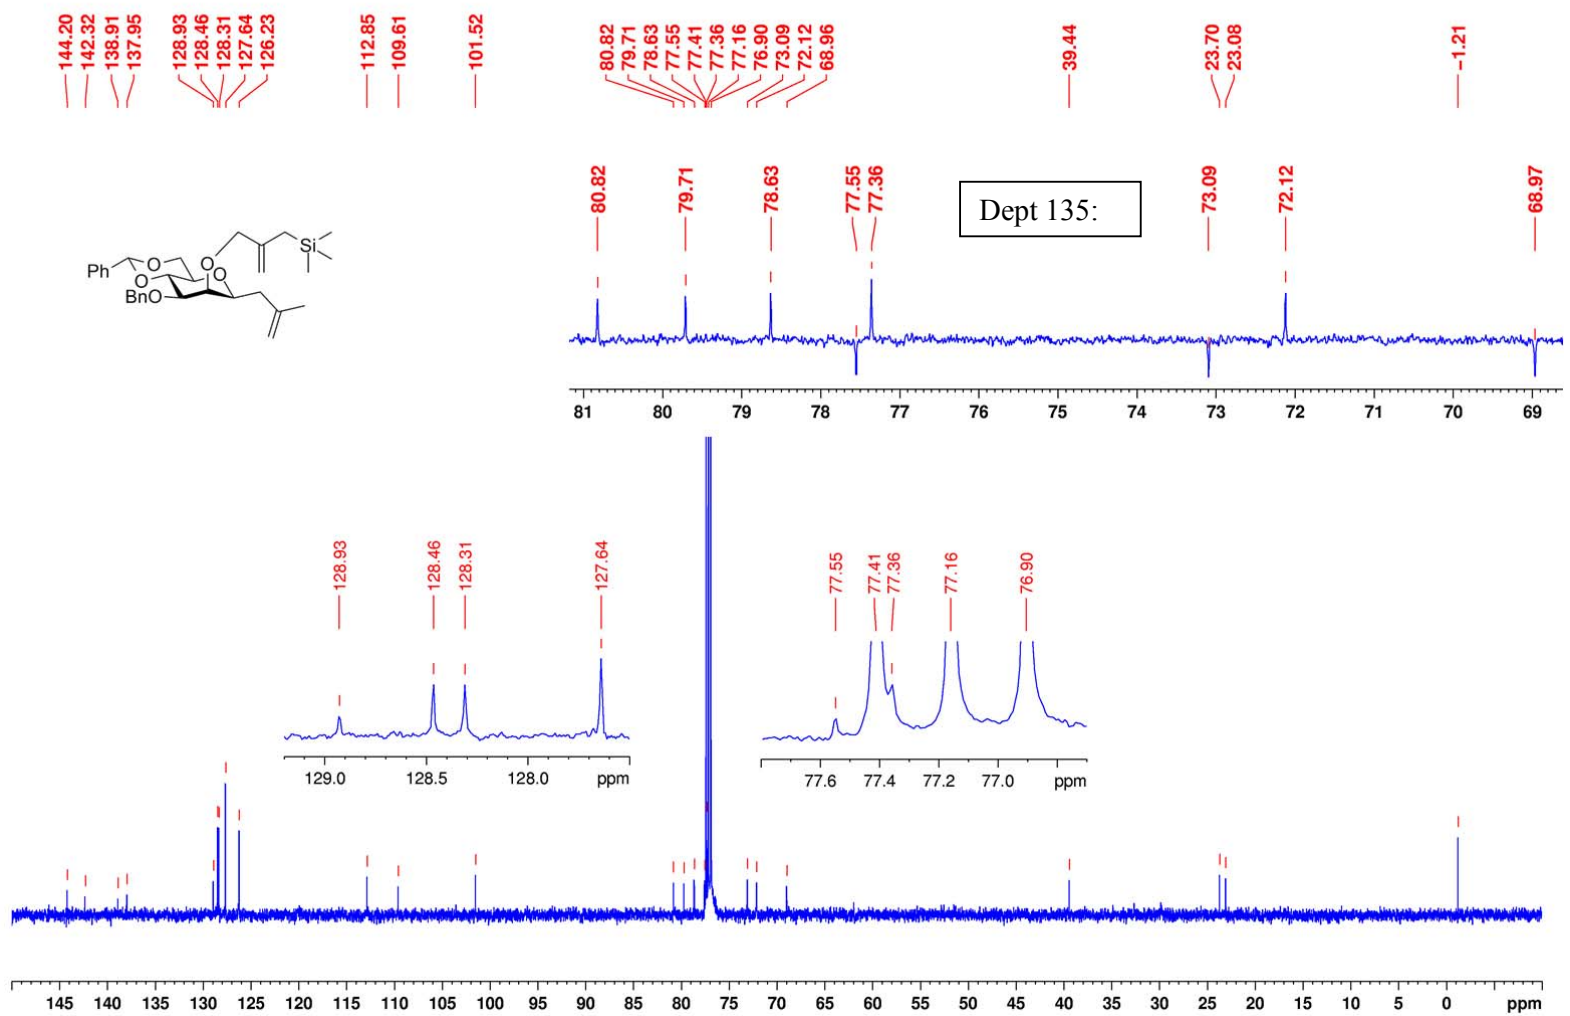 144.20 142.32 138.91 137.95 128.93 128.46 128.31 127.64 126.23 112.85 109.61 101.52 80.82 79.71 78.63 77.55 77.41 77.36 77.16 76.90 73.09 72.12 68.96 39.44 23.70 23.08 −1.21
80.82 79.71 78.63 77.55 77.36 73.09 72.12 68.97
Dept 135:
Si
O
O
O
Ph
O
BnO
81 80 79 78 77 76 75 74 73 72 71 70 69
128.93 128.46 128.31 127.64
77.55 77.41 77.36 77.16 76.90
129.0 128.5 128.0 ppm
77.6 77.4 77.2 77.0 ppm
145 140 135 130 125 120 115 110 105 100 95 90 85 80 75 70 65 60 55 50 45 40 35 30 25 20 15 10 5 0 ppm